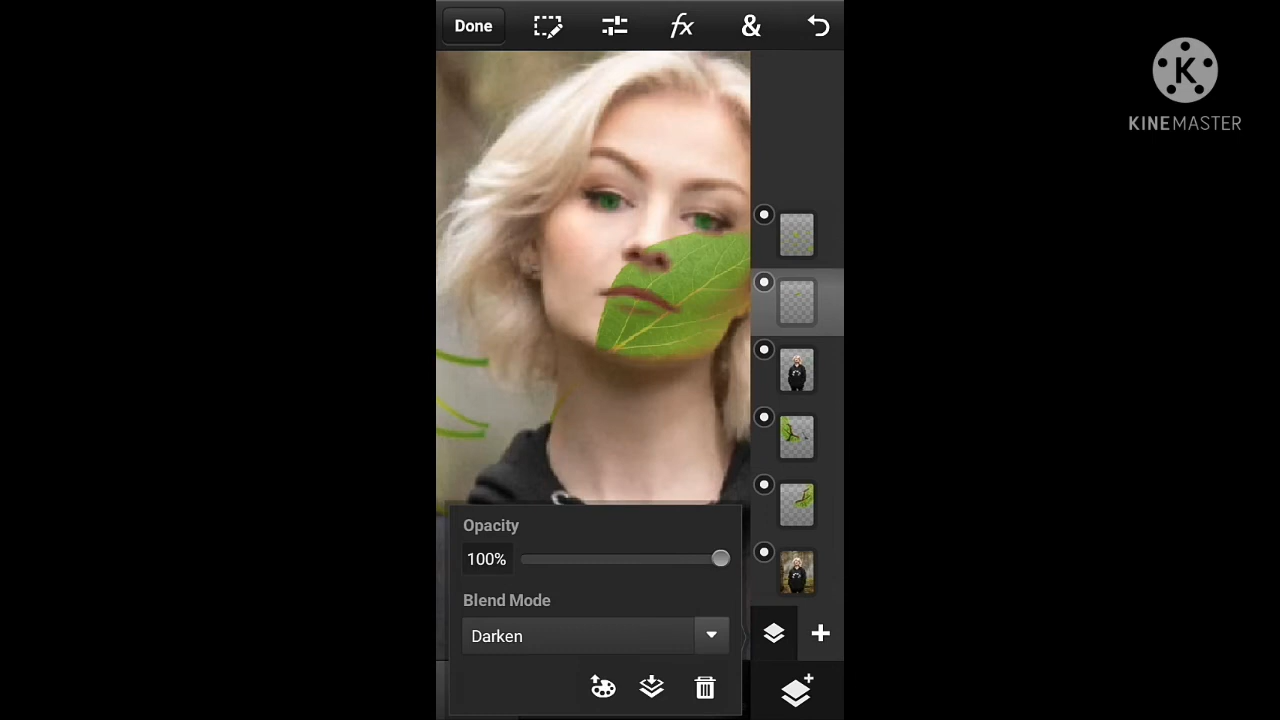 Done
fx
&
K
KINEMASTER
Opacity
100%
Blend Mode
Darken